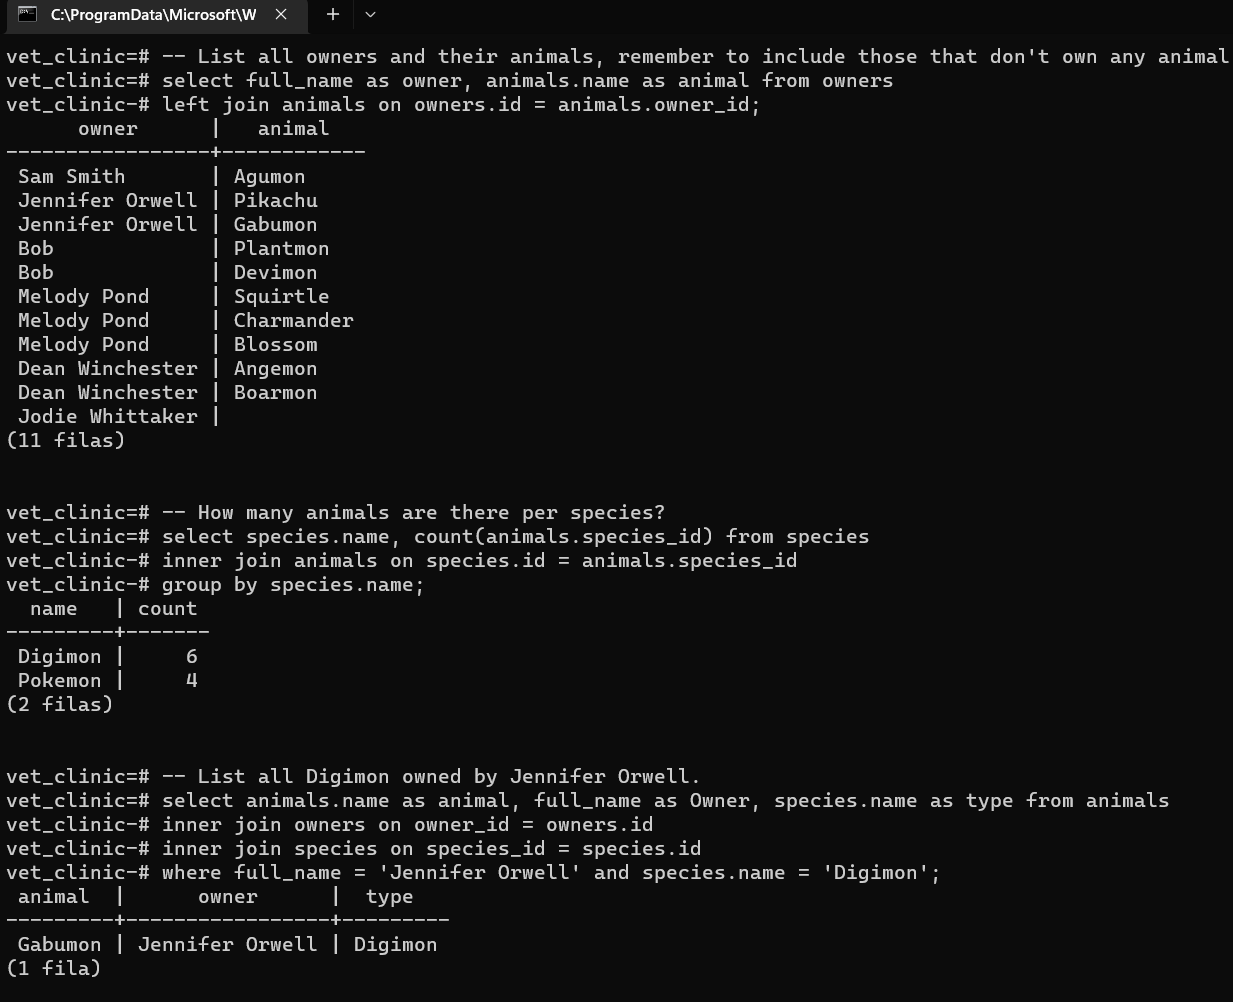 C:\ProgramData\Microsoft\W
vet_clinic=# -- List all owners and their animals, remember to include those that don't own any animal
vet_clinic=# select full_name as owner, animals.name as animal from owners
vet_clinic-# left join animals on owners.id = animals.owner_id;
      owner      |   animal
-----------------+------------
 Sam Smith       | Agumon
 Jennifer Orwell | Pikachu
 Jennifer Orwell | Gabumon
 Bob             | Plantmon
 Bob             | Devimon
 Melody Pond     | Squirtle
 Melody Pond     | Charmander
 Melody Pond     | Blossom
 Dean Winchester | Angemon
 Dean Winchester | Boarmon
 Jodie Whittaker |
(11 filas)
vet_clinic=# -- How many animals are there per species?
vet_clinic=# select species.name, count(animals.species_id) from species
vet_clinic-# inner join animals on species.id = animals.species_id
vet_clinic-# group by species.name;
  name   | count
---------+-------
 Digimon |     6
 Pokemon |     4
(2 filas)
vet_clinic=# -- List all Digimon owned by Jennifer Orwell.
vet_clinic=# select animals.name as animal, full_name as Owner, species.name as type from animals
vet_clinic-# inner join owners on owner_id = owners.id
vet_clinic-# inner join species on species_id = species.id
vet_clinic-# where full_name = 'Jennifer Orwell' and species.name = 'Digimon';
 animal  |      owner      |  type
---------+-----------------+---------
 Gabumon | Jennifer Orwell | Digimon
(1 fila)